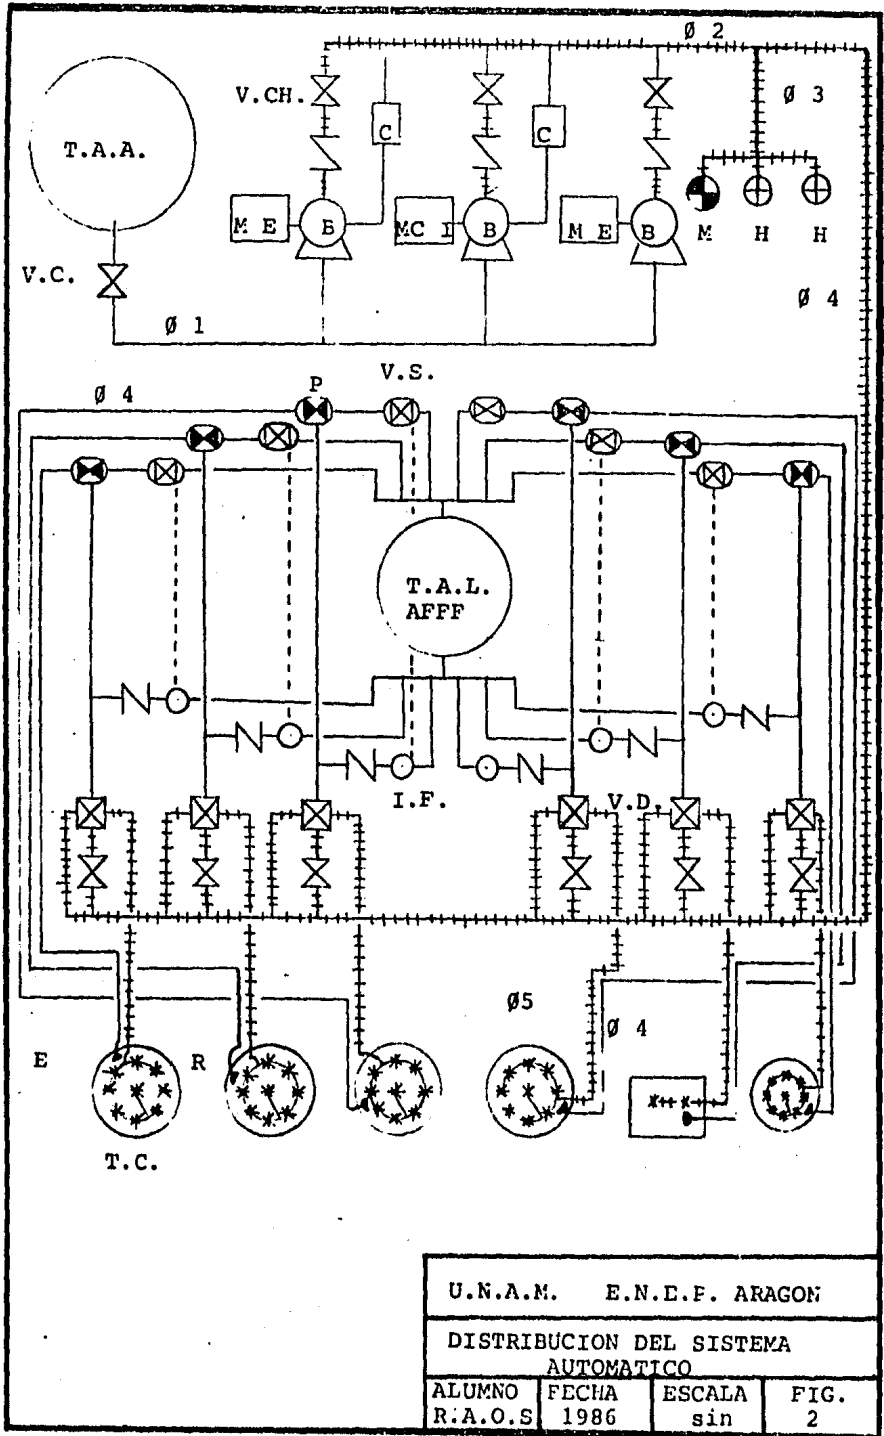 Ø 2
V.CH.
Ø 3
C
C
T.A.A.
M E
B
MC I
B
M E
B
M
H
H
V.C.
Ø 4
Ø 1
V.S.
P
Ø 4
T.A.L.
AFFF
I.F.
V.D.
Ø5
Ø 4
E
R
T.C.
U.N.A.M. E.N.E.P. ARAGON
DISTRIBUCION DEL SISTEMA
AUTOMATICO
ALUMNO
R.A.O.S
FECHA
1986
ESCALA
sin
FIG.
2